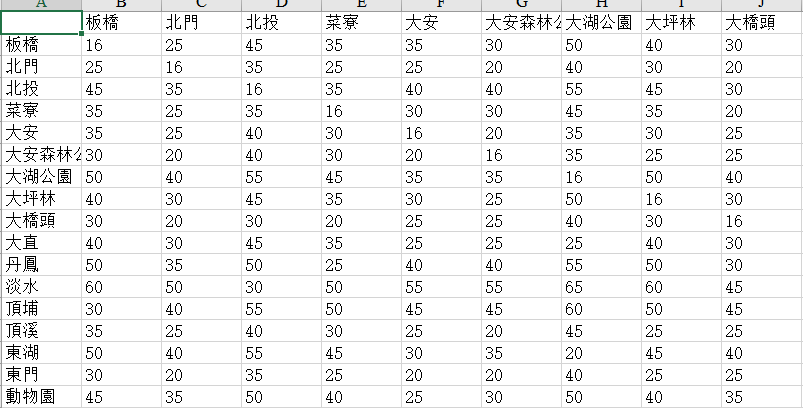 A B C D E F G H I J
板橋 北門 北投 菜寮 大安 大安森林公 大湖公園 大坪林 大橋頭
板橋 16 25 45 35 35 30 50 40 30
北門 25 16 35 25 25 20 40 30 20
北投 45 35 16 35 40 40 55 45 30
菜寮 35 25 35 16 30 30 45 35 20
大安 35 25 40 30 16 20 35 30 25
大安森林公 30 20 40 30 20 16 35 25 25
大湖公園 50 40 55 45 35 35 16 50 40
大坪林 40 30 45 35 30 25 50 16 30
大橋頭 30 20 30 20 25 25 40 30 16
大直 40 30 45 35 25 25 25 40 30
丹鳳 50 35 50 25 40 40 55 50 30
淡水 60 50 30 50 55 55 65 60 45
頂埔 30 40 55 50 45 45 60 50 45
頂溪 35 25 40 30 25 20 45 25 25
東湖 50 40 55 45 30 35 20 45 40
東門 30 20 35 25 20 20 40 25 25
動物園 45 35 50 40 25 30 50 40 35